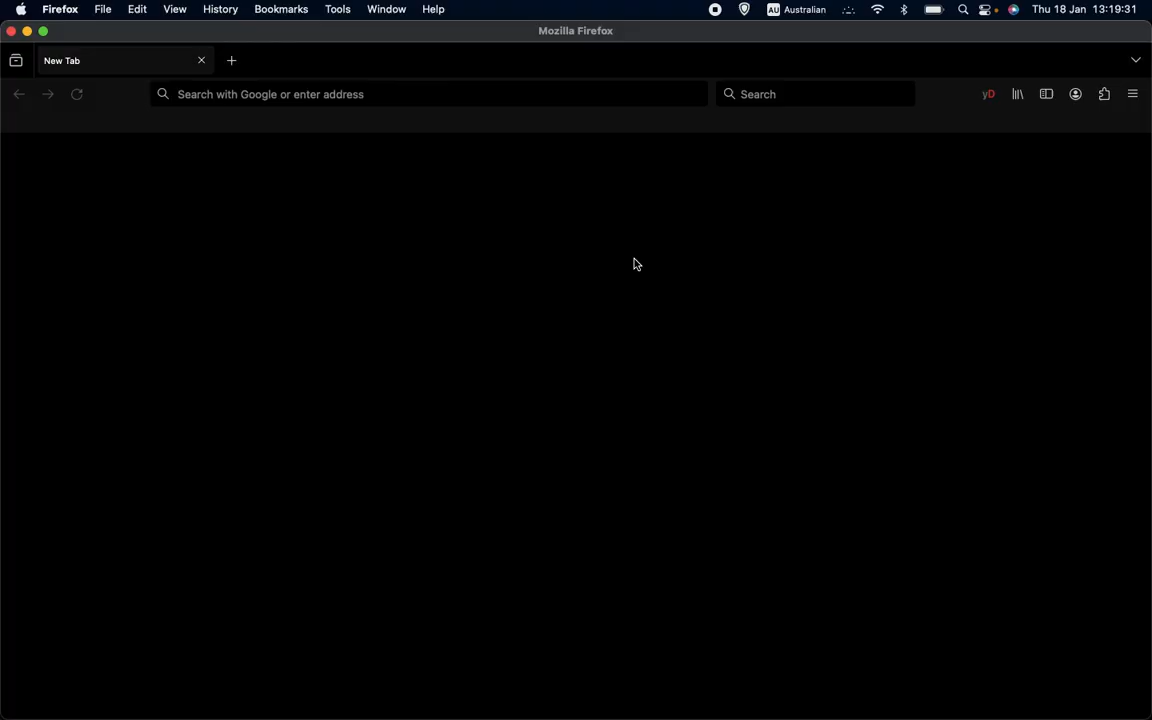 Firefox File Edit View History Bookmarks Tools Window Help AU Australian Thu 18 Jan 13:19:31
Mozilla Firefox
New Tab
Search with Google or enter address Search yD